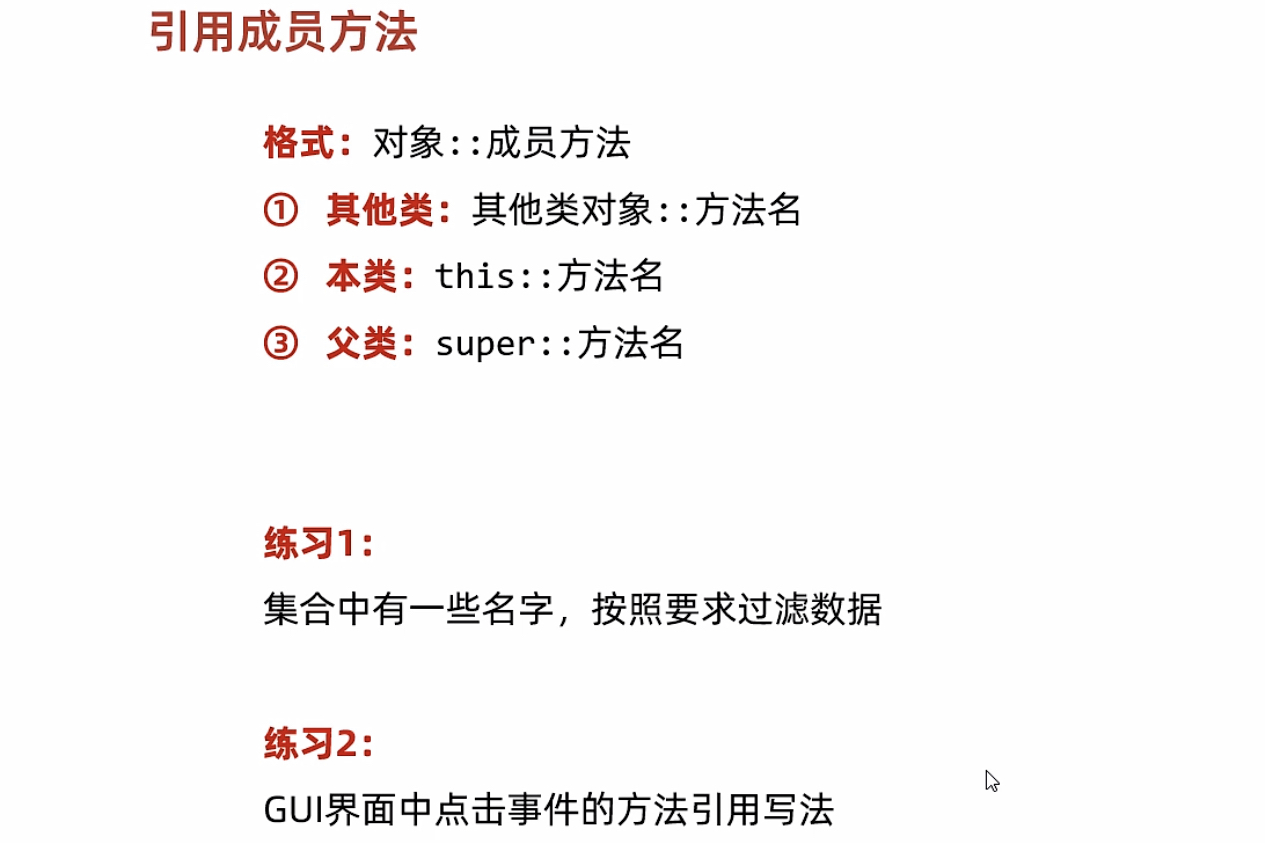 引用成员方法
格式：对象::成员方法
① 其他类：其他类对象::方法名
② 本类：this::方法名
③ 父类：super::方法名
练习1：
集合中有一些名字，按照要求过滤数据
练习2：
GUI界面中点击事件的方法引用写法